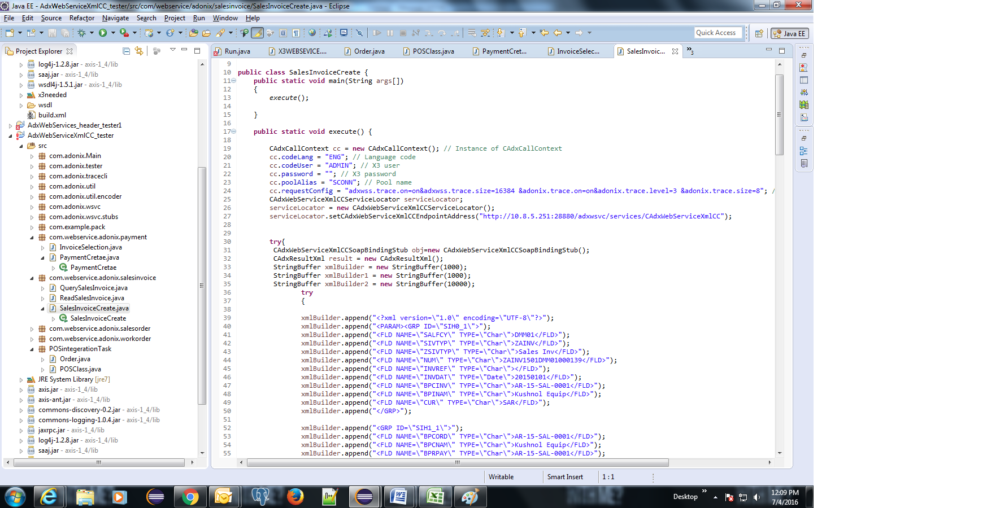 Java EE - AdxWebServiceXmlCC_tester/src/com/webservice/adonix/salesinvoice/SalesInvoiceCreate.java - Eclipse
File Edit Source Refactor Navigate Search Project Run Window Help
Quick Access
Java EE
Project Explorer
log4j-1.2.8.jar - axis-1_4/lib
saaj.jar - axis-1_4/lib
wsdl4j-1.5.1.jar - axis-1_4/lib
x3needed
wsdl
build.xml
AdxWebServices_header_tester1
AdxWebServiceXmlCC_tester
src
com.adonix.Main
com.adonix.tester
com.adonix.tracecli
com.adonix.util
com.adonix.util.encoder
com.adonix.wsvc
com.adonix.wsvc.stubs
com.example.pack
com.webservice.adonix.payment
InvoiceSelection.java
PaymentCretae.java
PaymentCretae
com.webservice.adonix.salesinvoice
QuerySalesInvoice.java
ReadSalesInvoice.java
SalesInvoiceCreate.java
SalesInvoiceCreate
com.webservice.adonix.salesorder
com.webservice.adonix.workorder
POSintegerationTask
Order.java
POSClass.java
JRE System Library [jre7]
axis.jar - axis-1_4/lib
axis-ant.jar - axis-1_4/lib
commons-discovery-0.2.jar - axis-1_4/lib
commons-logging-1.0.4.jar - axis-1_4/lib
jaxrpc.jar - axis-1_4/lib
log4j-1.2.8.jar - axis-1_4/lib
saaj.jar - axis-1_4/lib
Run.java X3WEBSEVICE.... Order.java POSClass.java PaymentCret... InvoiceSelec... SalesInvoic... »3
9
10 public class SalesInvoiceCreate {
11 public static void main(String args[])
12 {
13 execute();
14
15 }
16
17 public static void execute() {
18
19 CAdxCallContext cc = new CAdxCallContext(); // Instance of CAdxCallContext
20 cc.codeLang = "ENG"; // Language code
21 cc.codeUser = "ADMIN"; // X3 user
22 cc.password = ""; // X3 password
23 cc.poolAlias = "SCONN"; // Pool name
24 cc.requestConfig = "adxwss.trace.on=on&adxwss.trace.size=16384 &adonix.trace.on=on&adonix.trace.level=3 &adonix.trace.size=8"; /
25 CAdxWebServiceXmlCCServiceLocator serviceLocator;
26 serviceLocator = new CAdxWebServiceXmlCCServiceLocator();
27 serviceLocator.setCAdxWebServiceXmlCCEndpointAddress("http://10.8.5.251:28880/adxwsvc/services/CAdxWebServiceXmlCC");
28
29
30 try{
31 CAdxWebServiceXmlCCSoapBindingStub obj=new CAdxWebServiceXmlCCSoapBindingStub();
32 CAdxResultXml result = new CAdxResultXml();
33 StringBuffer xmlBuilder = new StringBuffer(1000);
34 StringBuffer xmlBuilder1 = new StringBuffer(1000);
35 StringBuffer xmlBuilder2 = new StringBuffer(10000);
36 try
37 {
38
39 xmlBuilder.append("<?xml version=\"1.0\" encoding=\"UTF-8\"?>");
40 xmlBuilder.append("<PARAM><GRP ID=\"SIH0_1\">");
41 xmlBuilder.append("<FLD NAME=\"SALFCY\" TYPE=\"Char\">DMM01</FLD>");
42 xmlBuilder.append("<FLD NAME=\"SIVTYP\" TYPE=\"Char\">ZAINV</FLD>");
43 xmlBuilder.append("<FLD NAME=\"ZSIVTYP\" TYPE=\"Char\">Sales Inv</FLD>");
44 xmlBuilder.append("<FLD NAME=\"NUM\" TYPE=\"Char\">ZAINV1501DMM01000139</FLD>");
45 xmlBuilder.append("<FLD NAME=\"INVREF\" TYPE=\"Char\"></FLD>");
46 xmlBuilder.append("<FLD NAME=\"INVDAT\" TYPE=\"Date\">20150101</FLD>");
47 xmlBuilder.append("<FLD NAME=\"BPCINV\" TYPE=\"Char\">AR-15-SAL-0001</FLD>");
48 xmlBuilder.append("<FLD NAME=\"BPINAM\" TYPE=\"Char\">Kushnol Equip</FLD>");
49 xmlBuilder.append("<FLD NAME=\"CUR\" TYPE=\"Char\">SAR</FLD>");
50 xmlBuilder.append("</GRP>");
51
52 xmlBuilder.append("<GRP ID=\"SIH1_1\">");
53 xmlBuilder.append("<FLD NAME=\"BPCORD\" TYPE=\"Char\">AR-15-SAL-0001</FLD>");
54 xmlBuilder.append("<FLD NAME=\"BPCNAM\" TYPE=\"Char\">Kushnol Equip</FLD>");
55 xmlBuilder.append("<FLD NAME=\"BPRPAY\" TYPE=\"Char\">AR-15-SAL-0001</FLD>");
Writable Smart Insert 1 : 1
Desktop » 12:09 PM
7/4/2016